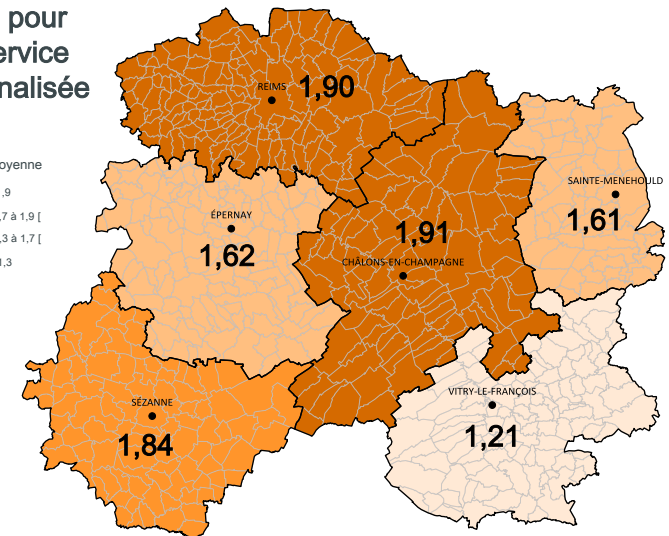 pour
ervice
nalisée
oyenne
,9
,7 à 1,9 [
,3 à 1,7 [
1,3
REIMS
1,90
SAINTE-MENEHOULD
1,61
ÉPERNAY
1,62
1,91
CHÂLONS-EN-CHAMPAGNE
VITRY-LE-FRANÇOIS
1,21
SÉZANNE
1,84